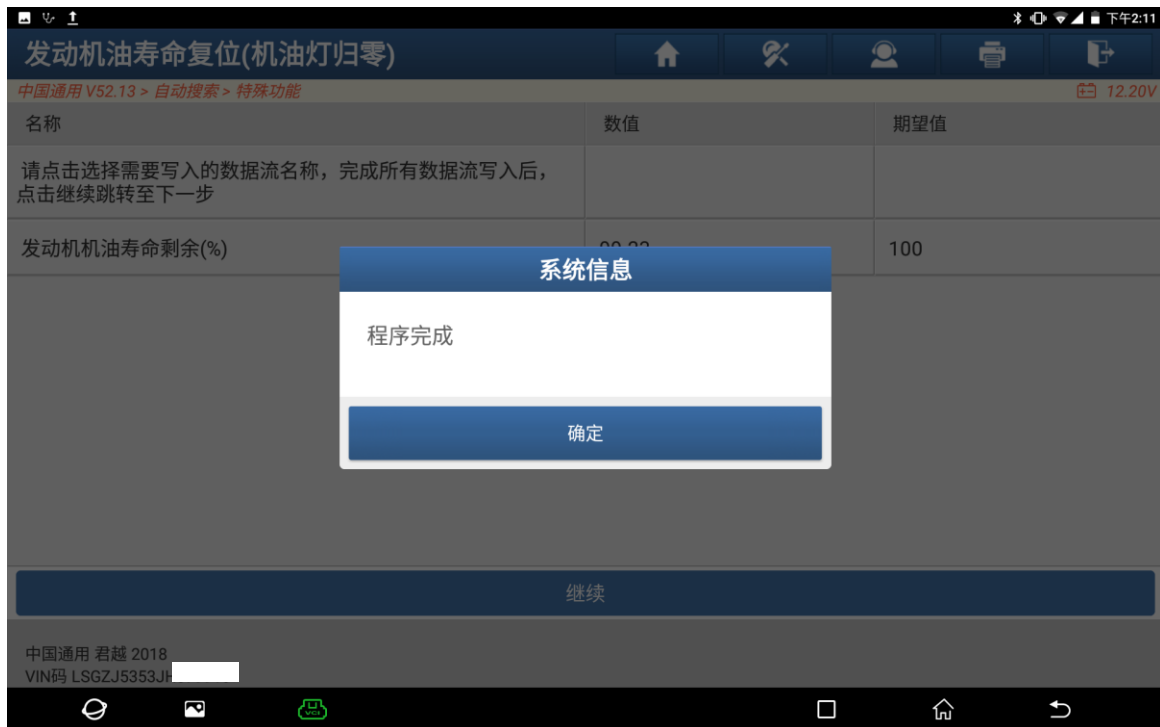 下午2:11
发动机油寿命复位(机油灯归零)
中国通用 V52.13 > 自动搜索 > 特殊功能
12.20V
名称 数值 期望值
请点击选择需要写入的数据流名称，完成所有数据流写入后，
点击继续跳转至下一步
发动机机油寿命剩余(%) 100
系统信息
程序完成
确定
继续
中国通用 君越 2018
VIN码 LSGZJ5353J
VCI